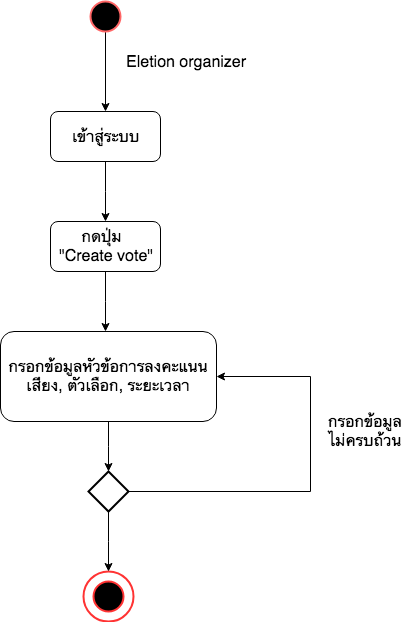 Eletion organizer
เข้าสู่ระบบ
กดปุ่ม
"Create vote"
กรอกข้อมูลหัวข้อการลงคะแนน
เสียง, ตัวเลือก, ระยะเวลา
กรอกข้อมูล
ไม่ครบถ้วน